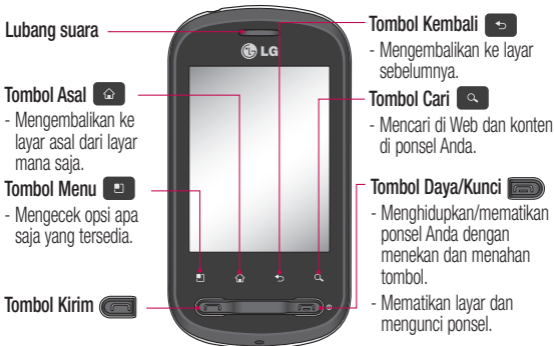 Lubang suara
Tombol Asal
- Mengembalikan ke
layar asal dari layar
mana saja.
Tombol Menu
- Mengecek opsi apa
saja yang tersedia.
Tombol Kirim
LG
Tombol Kembali
- Mengembalikan ke layar
sebelumnya.
Tombol Cari
- Mencari di Web dan konten
di ponsel Anda.
Tombol Daya/Kunci
- Menghidupkan/mematikan
ponsel Anda dengan
menekan dan menahan
tombol.
- Mematikan layar dan
mengunci ponsel.